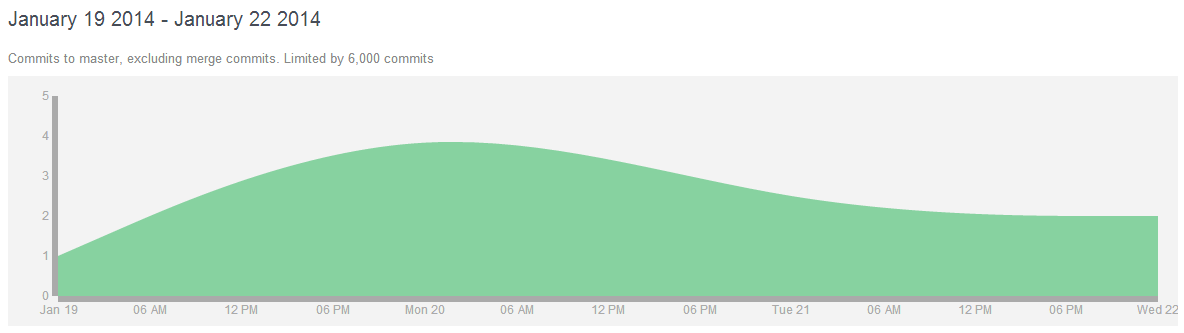 January 19 2014 - January 22 2014
Commits to master, excluding merge commits. Limited by 6,000 commits
5
4
3
2
1
0
Jan 19 06 AM 12 PM 06 PM Mon 20 06 AM 12 PM 06 PM Tue 21 06 AM 12 PM 06 PM Wed 22